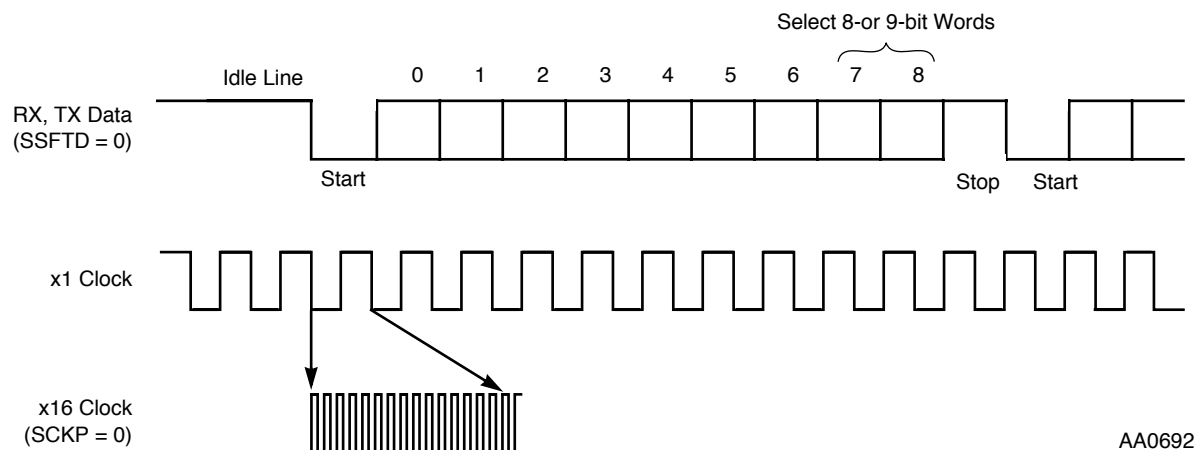 Select 8-or 9-bit Words
Idle Line
0 1 2 3 4 5 6 7 8
RX, TX Data
(SSFTD = 0)
Start
Stop
Start
x1 Clock
x16 Clock
(SCKP = 0)
AA0692